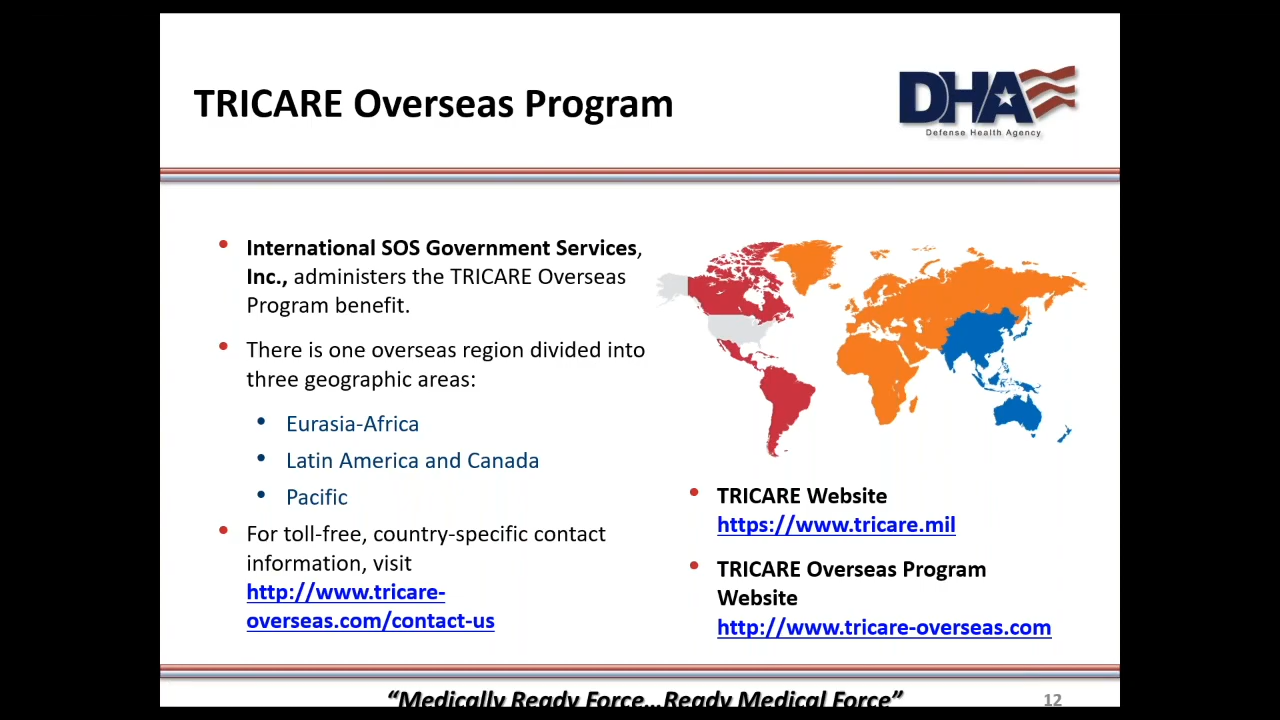 TRICARE Overseas Program
DHA
Defense Health Agency
• International SOS Government Services,
Inc., administers the TRICARE Overseas
Program benefit.
• There is one overseas region divided into
three geographic areas:
• Eurasia-Africa
• Latin America and Canada
• Pacific
• For toll-free, country-specific contact
information, visit
http://www.tricare-
overseas.com/contact-us
• TRICARE Website
https://www.tricare.mil
• TRICARE Overseas Program
Website
http://www.tricare-overseas.com
“Medically Ready Force…Ready Medical Force”
12